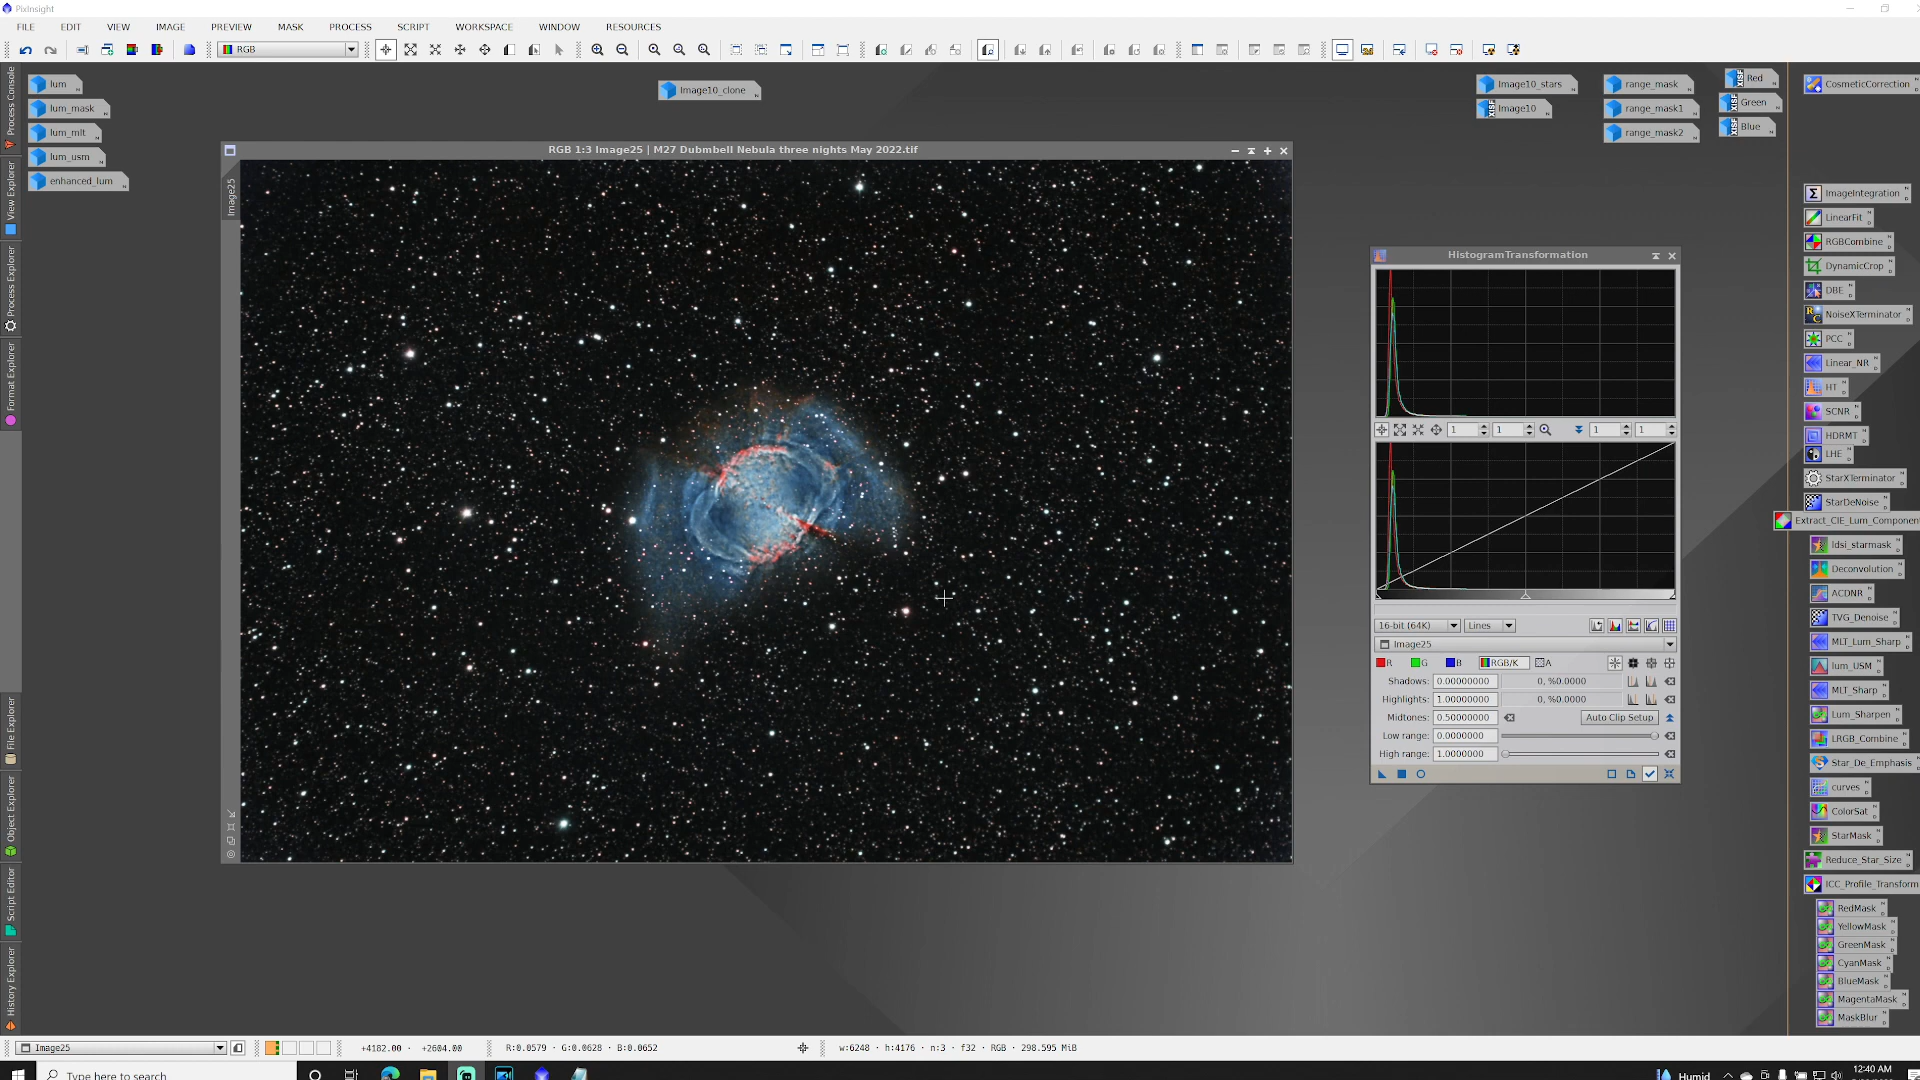 PixInsight
FILE EDIT VIEW IMAGE PREVIEW MASK PROCESS SCRIPT WORKSPACE WINDOW RESOURCES
RGB
Process Console
View Explorer
Process Explorer
Format Explorer
File Explorer
Object Explorer
Script Editor
History Explorer
lum
lum_mask
lum_mlt
lum_usm
enhanced_lum
Image10_clone
Image10_stars
Image10
range_mask
range_mask1
range_mask2
Red
Green
Blue
RGB 1:3 Image25 | M27 Dubmbell Nebula three nights May 2022.tif
Image25
HistogramTransformation
1 1 1 1
16-bit (64K) Lines
Image25
R G B RGB/K A
Shadows: 0.00000000 0, %0.0000
Highlights: 1.00000000 0, %0.0000
Midtones: 0.50000000 Auto Clip Setup
Low range: 0.0000000
High range: 1.0000000
CosmeticCorrection
ImageIntegration
LinearFit
RGBCombine
DynamicCrop
DBE
NoiseXTerminator
PCC
Linear_NR
HT
SCNR
HDRMT
LHE
StarXTerminator
StarDeNoise
Extract_CIE_Lum_Componen
ldsi_starmask
Deconvolution
ACDNR
TVG_Denoise
MLT_Lum_Sharp
lum_USM
MLT_Sharp
Lum_Sharpen
LRGB_Combine
Star_De_Emphasis
curves
ColorSat
StarMask
Reduce_Star_Size
ICC_Profile_Transform
RedMask
YellowMask
GreenMask
CyanMask
BlueMask
MagentaMask
MaskBlur
Image25 +4182.00 · +2604.00 R:0.0579 · G:0.0628 · B:0.0652 w:6248 · h:4176 · n:3 · f32 · RGB · 298.595 MiB
Type here to search
Humid
12:40 AM